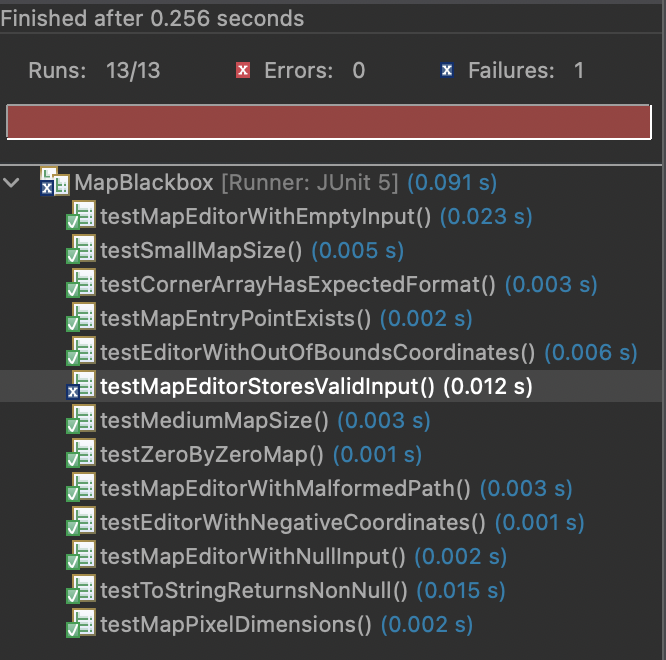 Finished after 0.256 seconds
Runs: 13/13 Errors: 0 Failures: 1
MapBlackbox [Runner: JUnit 5] (0.091 s)
testMapEditorWithEmptyInput() (0.023 s)
testSmallMapSize() (0.005 s)
testCornerArrayHasExpectedFormat() (0.003 s)
testMapEntryPointExists() (0.002 s)
testEditorWithOutOfBoundsCoordinates() (0.006 s)
testMapEditorStoresValidInput() (0.012 s)
testMediumMapSize() (0.003 s)
testZeroByZeroMap() (0.001 s)
testMapEditorWithMalformedPath() (0.003 s)
testEditorWithNegativeCoordinates() (0.001 s)
testMapEditorWithNullInput() (0.002 s)
testToStringReturnsNonNull() (0.015 s)
testMapPixelDimensions() (0.002 s)